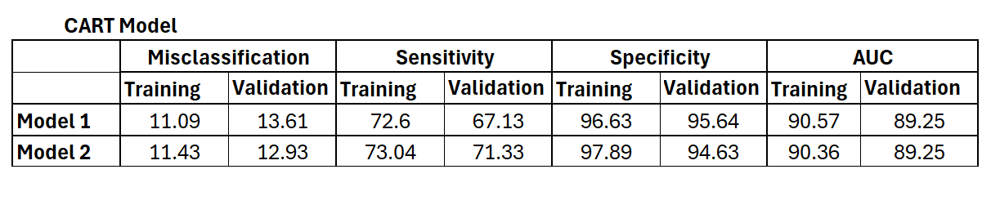 CART Model
Misclassification Sensitivity Specificity AUC
Training Validation Training Validation Training Validation Training Validation
Model 1 11.09 13.61 72.6 67.13 96.63 95.64 90.57 89.25
Model 2 11.43 12.93 73.04 71.33 97.89 94.63 90.36 89.25